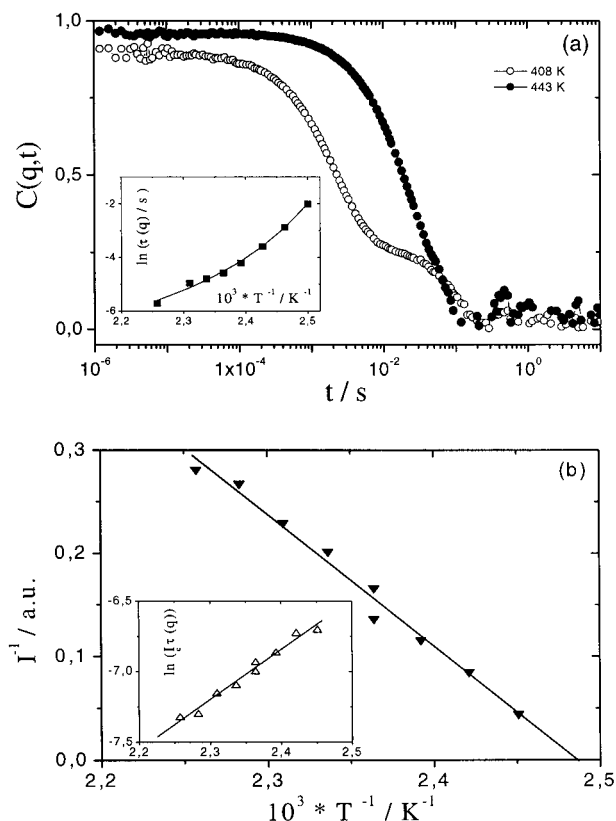 1,0
(a)
408 K
443 K
C(q,t)
0,5
0,0
ln (τ (q) / s )
-2
-4
-6
10³ * T⁻¹ / K⁻¹
2,2 2,3 2,4 2,5
10⁻⁶ 1x10⁻⁴ 10⁻² 10⁰
t / s
0,3
(b)
0,2
I⁻¹ / a.u.
0,1
0,0
-6,5
ln (I τ (q))
-7,0
-7,5
2,2 2,3 2,4 2,5
2,2 2,3 2,4 2,5
10³ * T⁻¹ / K⁻¹